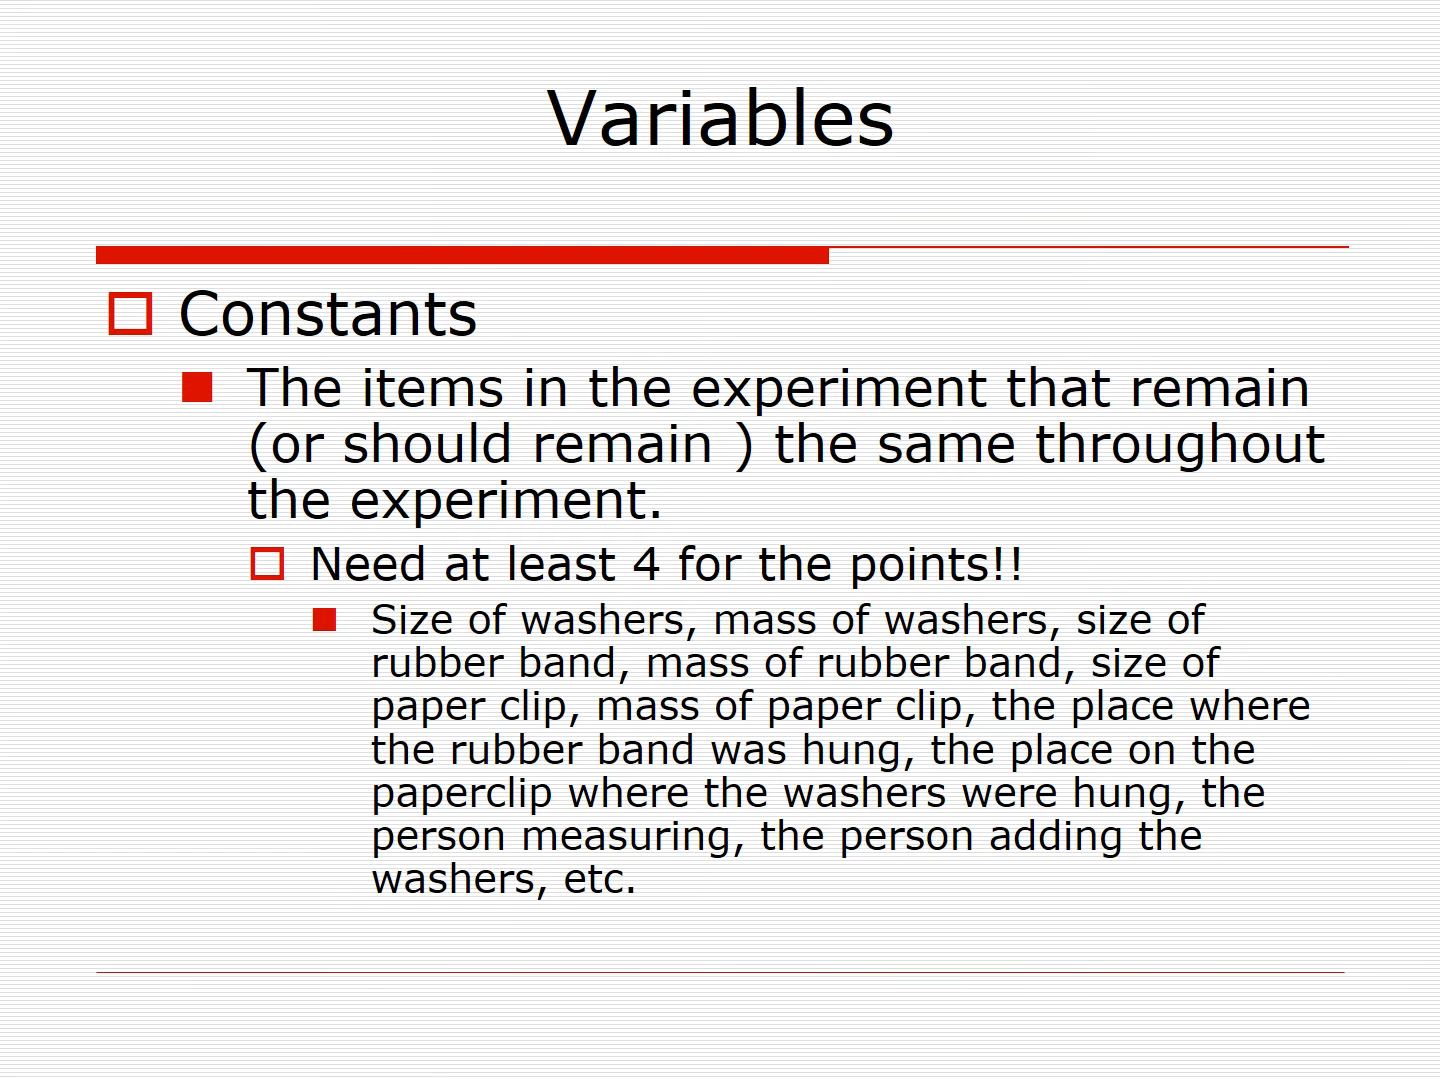 Variables
Constants
The items in the experiment that remain
(or should remain ) the same throughout
the experiment.
Need at least 4 for the points!!
Size of washers, mass of washers, size of
rubber band, mass of rubber band, size of
paper clip, mass of paper clip, the place where
the rubber band was hung, the place on the
paperclip where the washers were hung, the
person measuring, the person adding the
washers, etc.